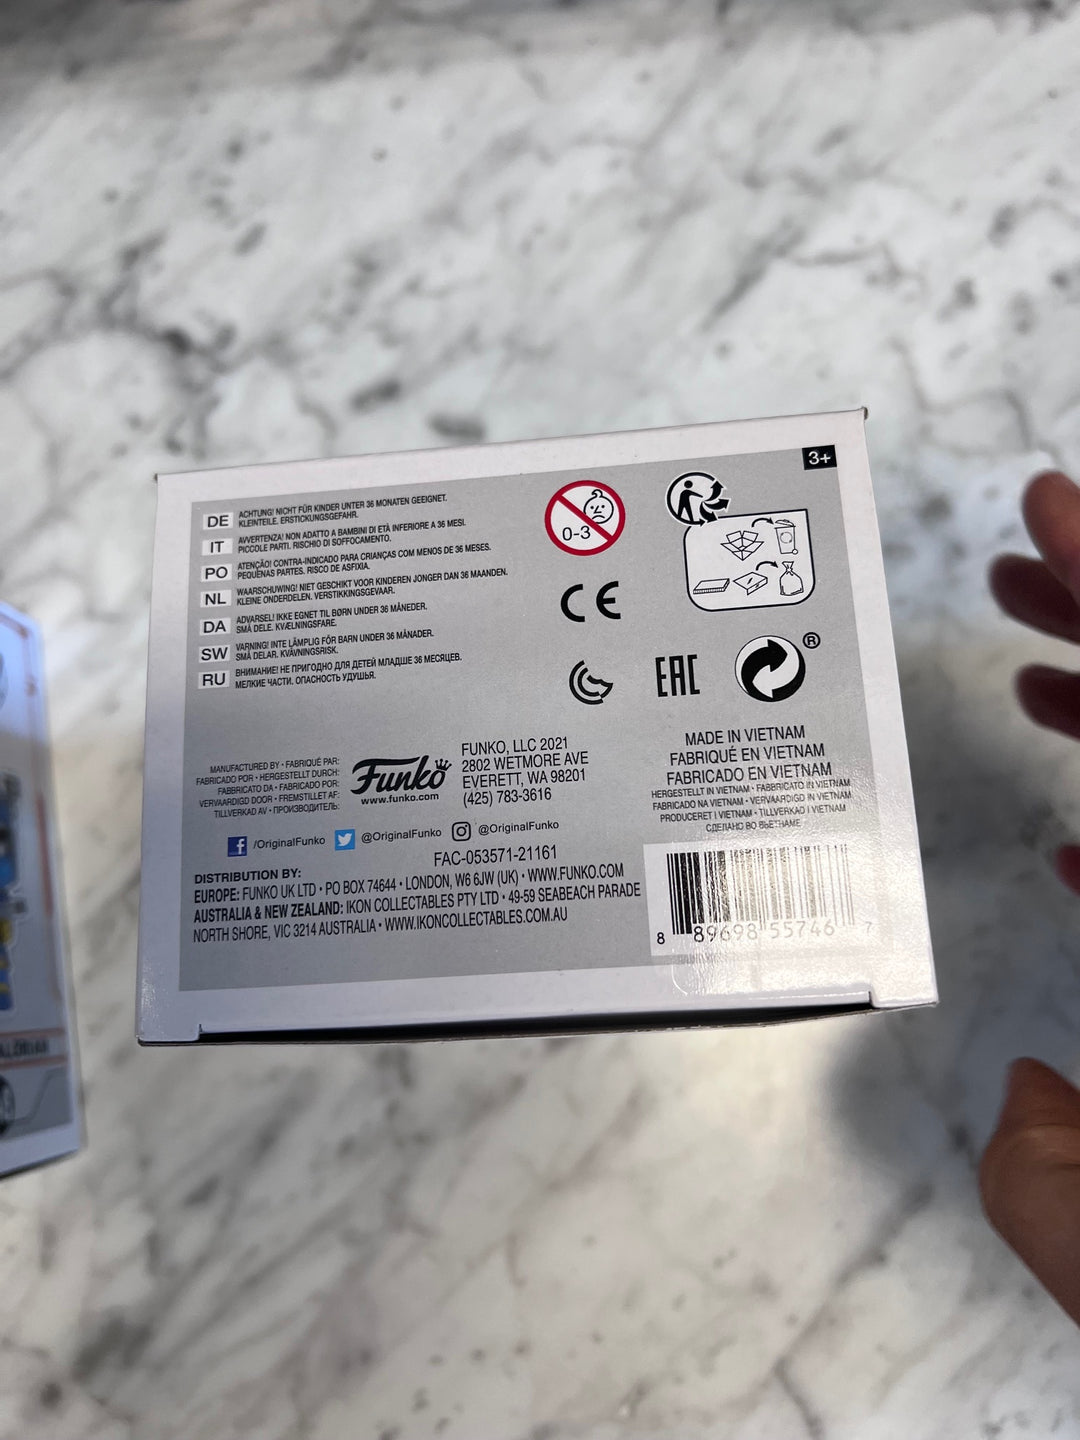 3+
DE ACHTUNG! NICHT FÜR KINDER UNTER 36 MONATEN GEEIGNET.
KLEINTEILE. ERSTICKUNGSGEFAHR.
IT AVVERTENZA! NON ADATTO A BAMBINI DI ETÀ INFERIORE A 36 MESI.
PICCOLE PARTI. RISCHIO DI SOFFOCAMENTO.
PO ATENÇÃO! CONTRA-INDICADO PARA CRIANÇAS COM MENOS DE 36 MESES.
PEQUENAS PARTES. RISCO DE ASFIXIA.
NL WAARSCHUWING! NIET GESCHIKT VOOR KINDEREN JONGER DAN 36 MAANDEN.
KLEINE ONDERDELEN. VERSTIKKINGSGEVAAR.
DA ADVARSEL! IKKE EGNET TIL BØRN UNDER 36 MÅNEDER.
SMÅ DELE. KVÆLNINGSFARE.
SW VARNING! INTE LÄMPLIG FÖR BARN UNDER 36 MÅNADER.
SMÅ DELAR. KVÄVNINGSRISK.
RU ВНИМАНИЕ! НЕ ПРИГОДНО ДЛЯ ДЕТЕЙ МЛАДШЕ 36 МЕСЯЦЕВ.
МЕЛКИЕ ЧАСТИ. ОПАСНОСТЬ УДУШЬЯ.
0-3
CE
EAC
®
MANUFACTURED BY • FABRIQUÉ PAR:
FABRICADO POR • HERGESTELLT DURCH:
FABBRICATO DA • FABRICADO POR:
VERVAARDIGD DOOR • FREMSTILLET AF:
TILLVERKAD AV • ПРОИЗВОДИТЕЛЬ:
Funko
www.funko.com
FUNKO, LLC 2021
2802 WETMORE AVE
EVERETT, WA 98201
(425) 783-3616
/OriginalFunko @OriginalFunko @OriginalFunko
FAC-053571-21161
DISTRIBUTION BY:
EUROPE: FUNKO UK LTD • PO BOX 74644 • LONDON, W6 6JW (UK) • WWW.FUNKO.COM
AUSTRALIA & NEW ZEALAND: IKON COLLECTABLES PTY LTD • 49-59 SEABEACH PARADE
NORTH SHORE, VIC 3214 AUSTRALIA • WWW.IKONCOLLECTABLES.COM.AU
MADE IN VIETNAM
FABRIQUÉ EN VIETNAM
FABRICADO EN VIETNAM
HERGESTELLT IN VIETNAM • FABBRICATO IN VIETNAM
FABRICADO NA VIETNAM • VERVAARDIGD IN VIETNAM
PRODUCERET I VIETNAM • TILLVERKAD I VIETNAM
СДЕЛАНО ВО ВЬЕТНАМЕ
8 89698 55746 7